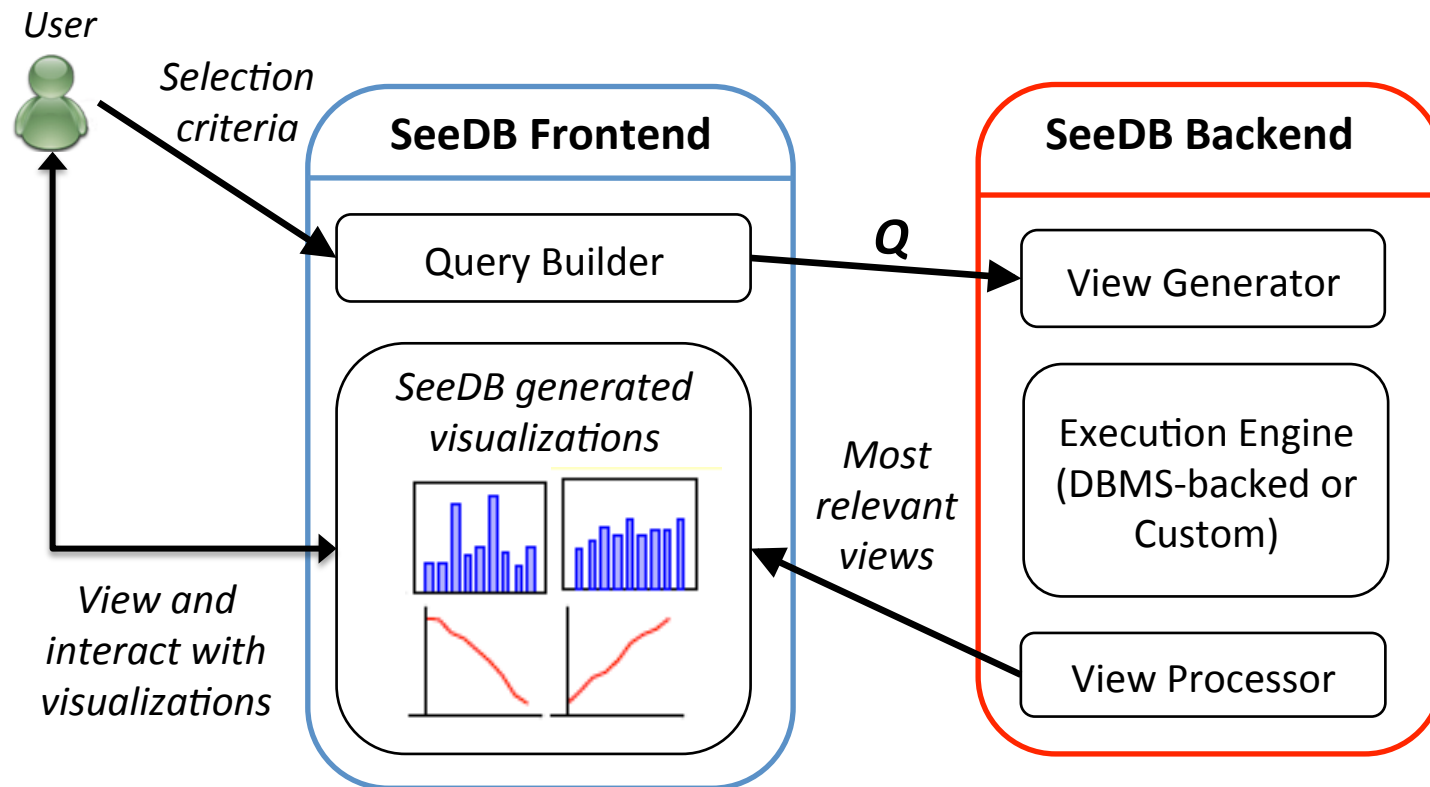 User
Selection
criteria
SeeDB Frontend
SeeDB Backend
Query Builder
Q
View Generator
SeeDB generated
visualizations
Most
relevant
views
Execution Engine
(DBMS-backed or
Custom)
View and
interact with
visualizations
View Processor